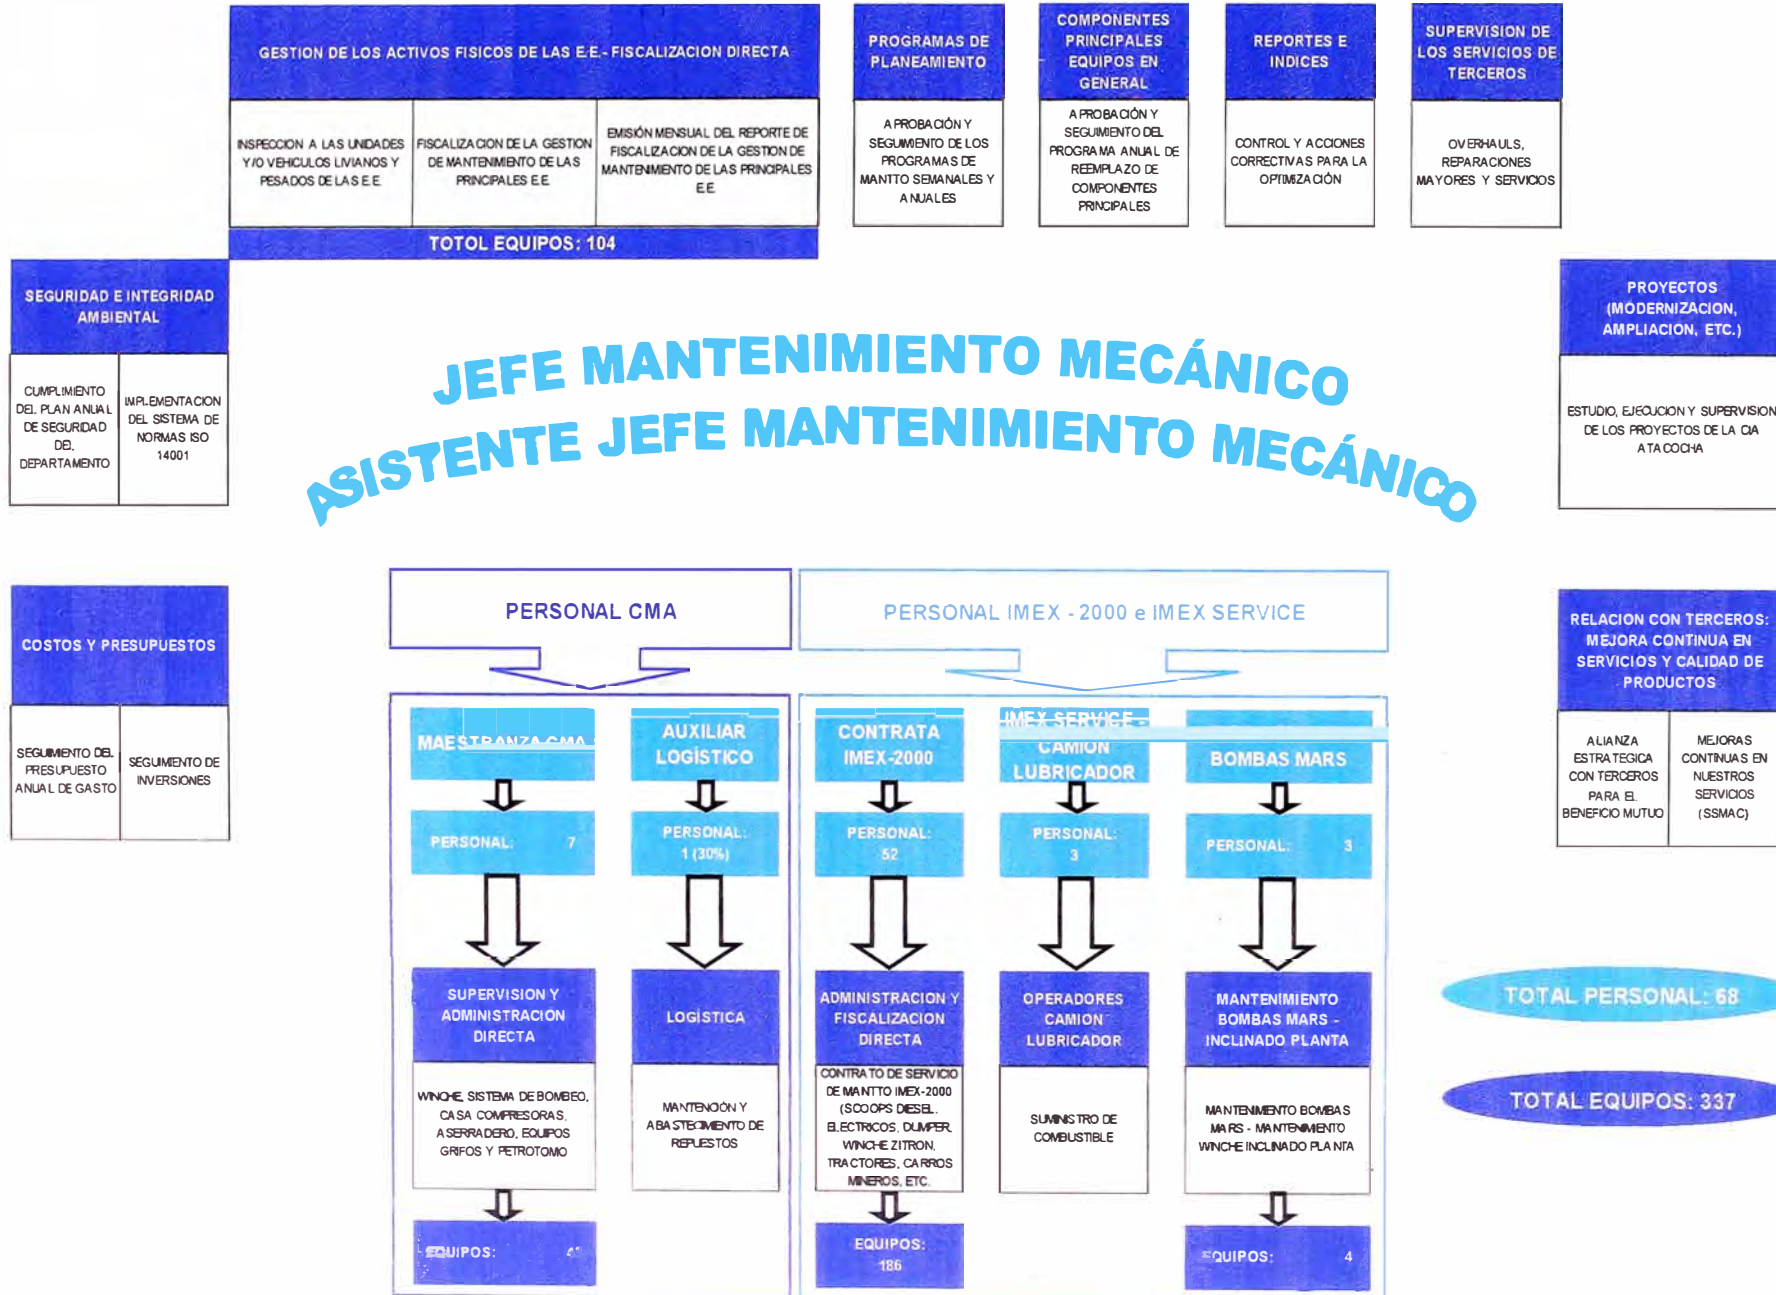 GESTION DE LOS ACTIVOS FISICOS DE LAS E.E.- FISCALIZACION DIRECTA
INSPECCION A LAS UNIDADES
Y/O VEHICULOS LIVIANOS Y
PESADOS DE LAS E.E
FISCALIZACION DE LA GESTION
DE MANTENIMIENTO DE LAS
PRINCIPALES E.E
EMISIÓN MENSUAL DEL REPORTE DE
FISCALIZACION DE LA GESTION DE
MANTENIMIENTO DE LAS PRINCIPALES
E.E
TOTOL EQUIPOS: 104
PROGRAMAS DE
PLANEAMIENTO
APROBACIÓN Y
SEGUIMIENTO DE LOS
PROGRAMAS DE
MANTTO SEMANALES Y
ANUALES
COMPONENTES
PRINCIPALES
EQUIPOS EN
GENERAL
APROBACIÓN Y
SEGUIMIENTO DEL
PROGRAMA ANUAL DE
REEMPLAZO DE
COMPONENTES
PRINCIPALES
REPORTES E
INDICES
CONTROL Y ACCIONES
CORRECTIVAS PARA LA
OPTIMIZACIÓN
SUPERVISION DE
LOS SERVICIOS DE
TERCEROS
OVERHAULS,
REPARACIONES
MAYORES Y SERVICIOS
SEGURIDAD E INTEGRIDAD
AMBIENTAL
CUMPLIMIENTO
DEL PLAN ANUAL
DE SEGURIDAD
DEL
DEPARTAMENTO
IMPLEMENTACION
DEL SISTEMA DE
NORMAS ISO
14001
JEFE MANTENIMIENTO MECÁNICO
ASISTENTE JEFE MANTENIMIENTO MECÁNICO
PROYECTOS
(MODERNIZACION,
AMPLIACION, ETC.)
ESTUDIO, EJECUCION Y SUPERVISION
DE LOS PROYECTOS DE LA CIA
ATACOCHA
COSTOS Y PRESUPUESTOS
SEGUIMIENTO DEL
PRESUPUESTO
ANUAL DE GASTO
SEGUIMIENTO DE
INVERSIONES
PERSONAL CMA
PERSONAL IMEX - 2000 e IMEX SERVICE
RELACION CON TERCEROS:
MEJORA CONTINUA EN
SERVICIOS Y CALIDAD DE
PRODUCTOS
ALIANZA
ESTRATEGICA
CON TERCEROS
PARA EL
BENEFICIO MUTUO
MEJORAS
CONTINUAS EN
NUESTROS
SERVICIOS
(SSMAC)
MAESTRANZA CMA
PERSONAL: 7
SUPERVISION Y
ADMINISTRACION
DIRECTA
WINCHE, SISTEMA DE BOMBEO,
CASA COMPRESORAS,
ASERRADERO, EQUIPOS
GRIFOS Y PETROTOMO
EQUIPOS:
AUXILIAR
LOGÍSTICO
PERSONAL:
1 (30%)
LOGÍSTICA
MANTENCIÓN Y
ABASTECIMIENTO DE
REPUESTOS
CONTRATA
IMEX-2000
PERSONAL:
52
ADMINISTRACION Y
FISCALIZACION
DIRECTA
CONTRATO DE SERVICIO
DE MANTTO IMEX-2000
(SCOOPS DIESEL,
ELECTRICOS, DUMPER,
WINCHE ZITRON,
TRACTORES, CARROS
MINEROS, ETC.
EQUIPOS:
186
IMEX SERVICE -
CAMION
LUBRICADOR
PERSONAL:
3
OPERADORES
CAMION
LUBRICADOR
SUMINISTRO DE
COMBUSTIBLE
BOMBAS MARS
PERSONAL: 3
MANTENIMIENTO
BOMBAS MARS -
INCLINADO PLANTA
MANTENIMIENTO BOMBAS
MARS - MANTENIMIENTO
WINCHE INCLINADO PLANTA
EQUIPOS: 4
TOTAL PERSONAL: 68
TOTAL EQUIPOS: 337